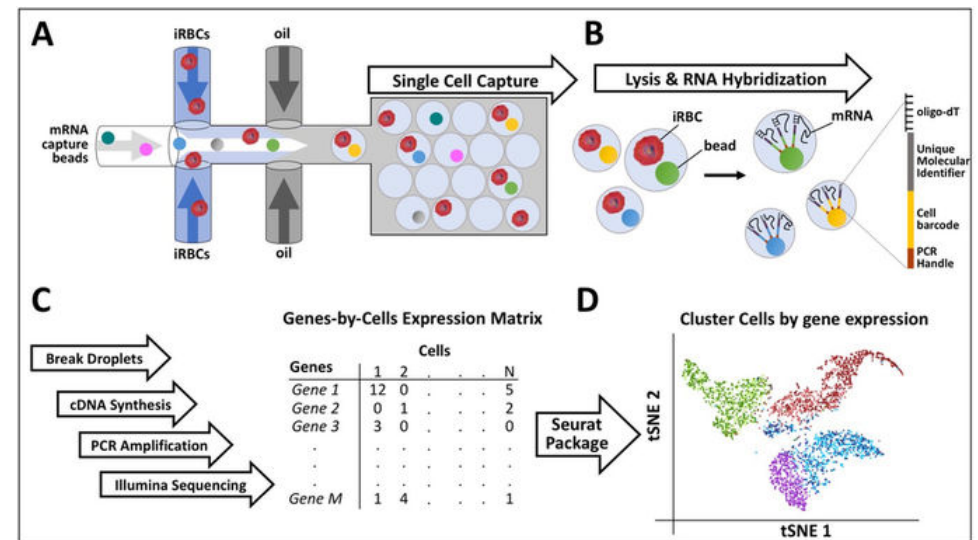 A
iRBCs
oil
mRNA
capture
beads
iRBCs
oil
Single Cell Capture
B
Lysis & RNA Hybridization
iRBC
bead
mRNA
oligo-dT
Unique
Molecular
Identifier
Cell
barcode
PCR
Handle
C
Break Droplets
cDNA Synthesis
PCR Amplification
Illumina Sequencing
Genes-by-Cells Expression Matrix
Cells
Genes 1 2 . . . N
Gene 1 12 0 . . . 5
Gene 2 0 1 . . . 2
Gene 3 3 0 . . . 0
. . . . . . .
. . . . . . .
. . . . . . .
Gene M 1 4 . . . 1
Seurat
Package
D
Cluster Cells by gene expression
tSNE 2
tSNE 1